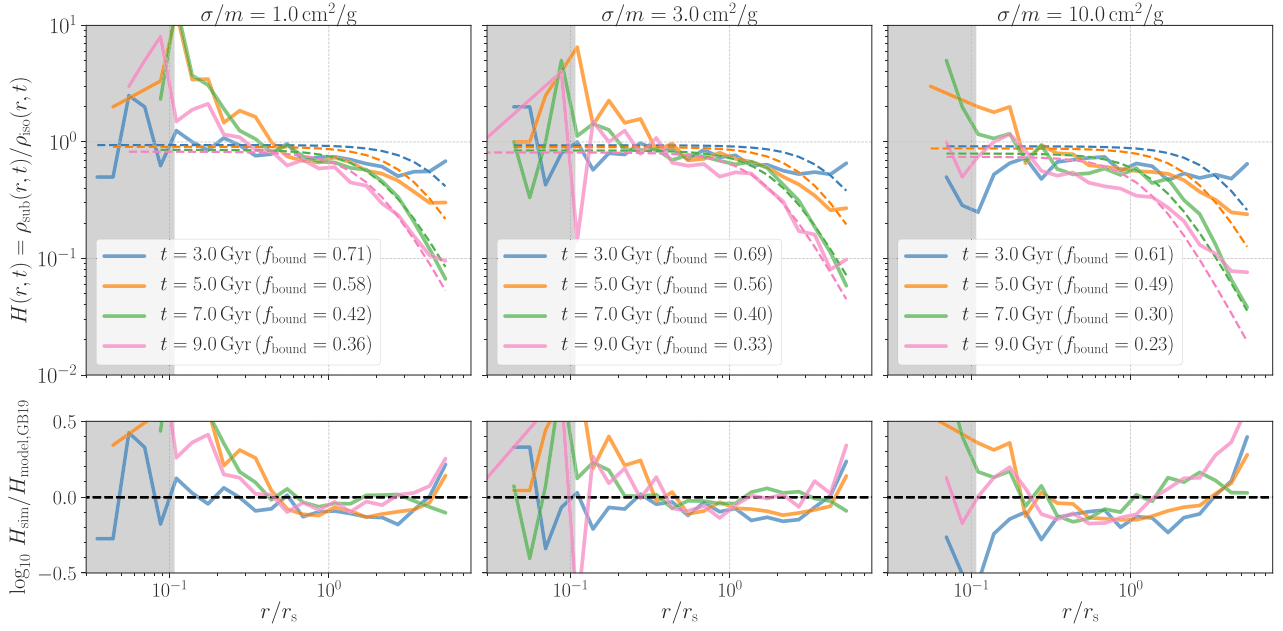 σ/m = 1.0 cm²/g
σ/m = 3.0 cm²/g
σ/m = 10.0 cm²/g
H(r, t) = ρsub(r, t)/ρiso(r, t)
10¹
10⁰
10⁻¹
10⁻²
t = 3.0 Gyr (fbound = 0.71)
t = 5.0 Gyr (fbound = 0.58)
t = 7.0 Gyr (fbound = 0.42)
t = 9.0 Gyr (fbound = 0.36)
t = 3.0 Gyr (fbound = 0.69)
t = 5.0 Gyr (fbound = 0.56)
t = 7.0 Gyr (fbound = 0.40)
t = 9.0 Gyr (fbound = 0.33)
t = 3.0 Gyr (fbound = 0.61)
t = 5.0 Gyr (fbound = 0.49)
t = 7.0 Gyr (fbound = 0.30)
t = 9.0 Gyr (fbound = 0.23)
log₁₀ Hsim/Hmodel,GB19
0.5
0.0
−0.5
10⁻¹ 10⁰
10⁻¹ 10⁰
10⁻¹ 10⁰
r/rs
r/rs
r/rs